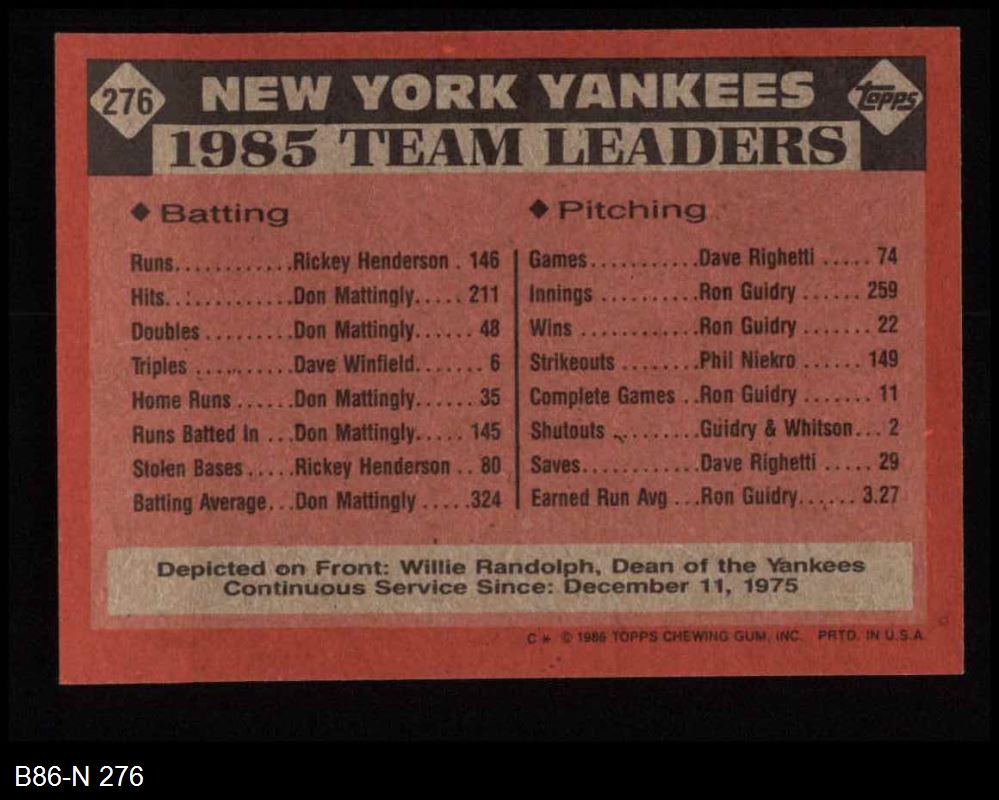 276 NEW YORK YANKEES topps
1985 TEAM LEADERS
◆ Batting
Runs............Rickey Henderson . 146
Hits............Don Mattingly..... 211
Doubles .........Don Mattingly...... 48
Triples ..........Dave Winfield....... 6
Home Runs ......Don Mattingly...... 35
Runs Batted In ...Don Mattingly..... 145
Stolen Bases .....Rickey Henderson .. 80
Batting Average...Don Mattingly .....324
◆ Pitching
Games...........Dave Righetti ..... 74
Innings ..........Ron Guidry ...... 259
Wins ............Ron Guidry ....... 22
Strikeouts ........Phil Niekro ...... 149
Complete Games ..Ron Guidry ....... 11
Shutouts .........Guidry & Whitson... 2
Saves............Dave Righetti ..... 29
Earned Run Avg ...Ron Guidry...... 3.27
Depicted on Front: Willie Randolph, Dean of the Yankees
Continuous Service Since: December 11, 1975
C * © 1986 TOPPS CHEWING GUM, INC. PRTD. IN U.S.A.
B86-N 276